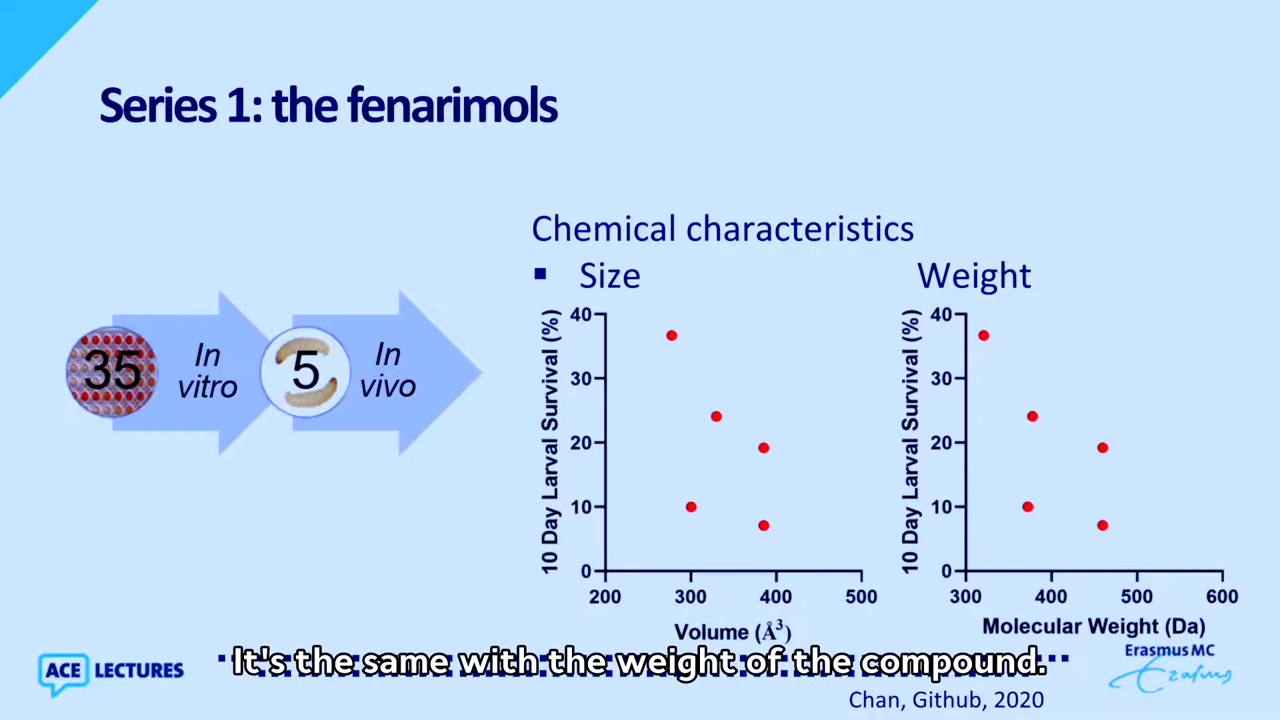 Series 1: the fenarimols
Chemical characteristics
▪ Size
Weight
35
In
vitro
5
In
vivo
10 Day Larval Survival (%)
40
30
20
10
0
200
300
400
500
Volume (Å³)
10 Day Larval Survival (%)
40
30
20
10
0
300
400
500
600
Molecular Weight (Da)
It's the same with the weight of the compound.
ACE LECTURES
Erasmus MC
Erasmus
Chan, Github, 2020